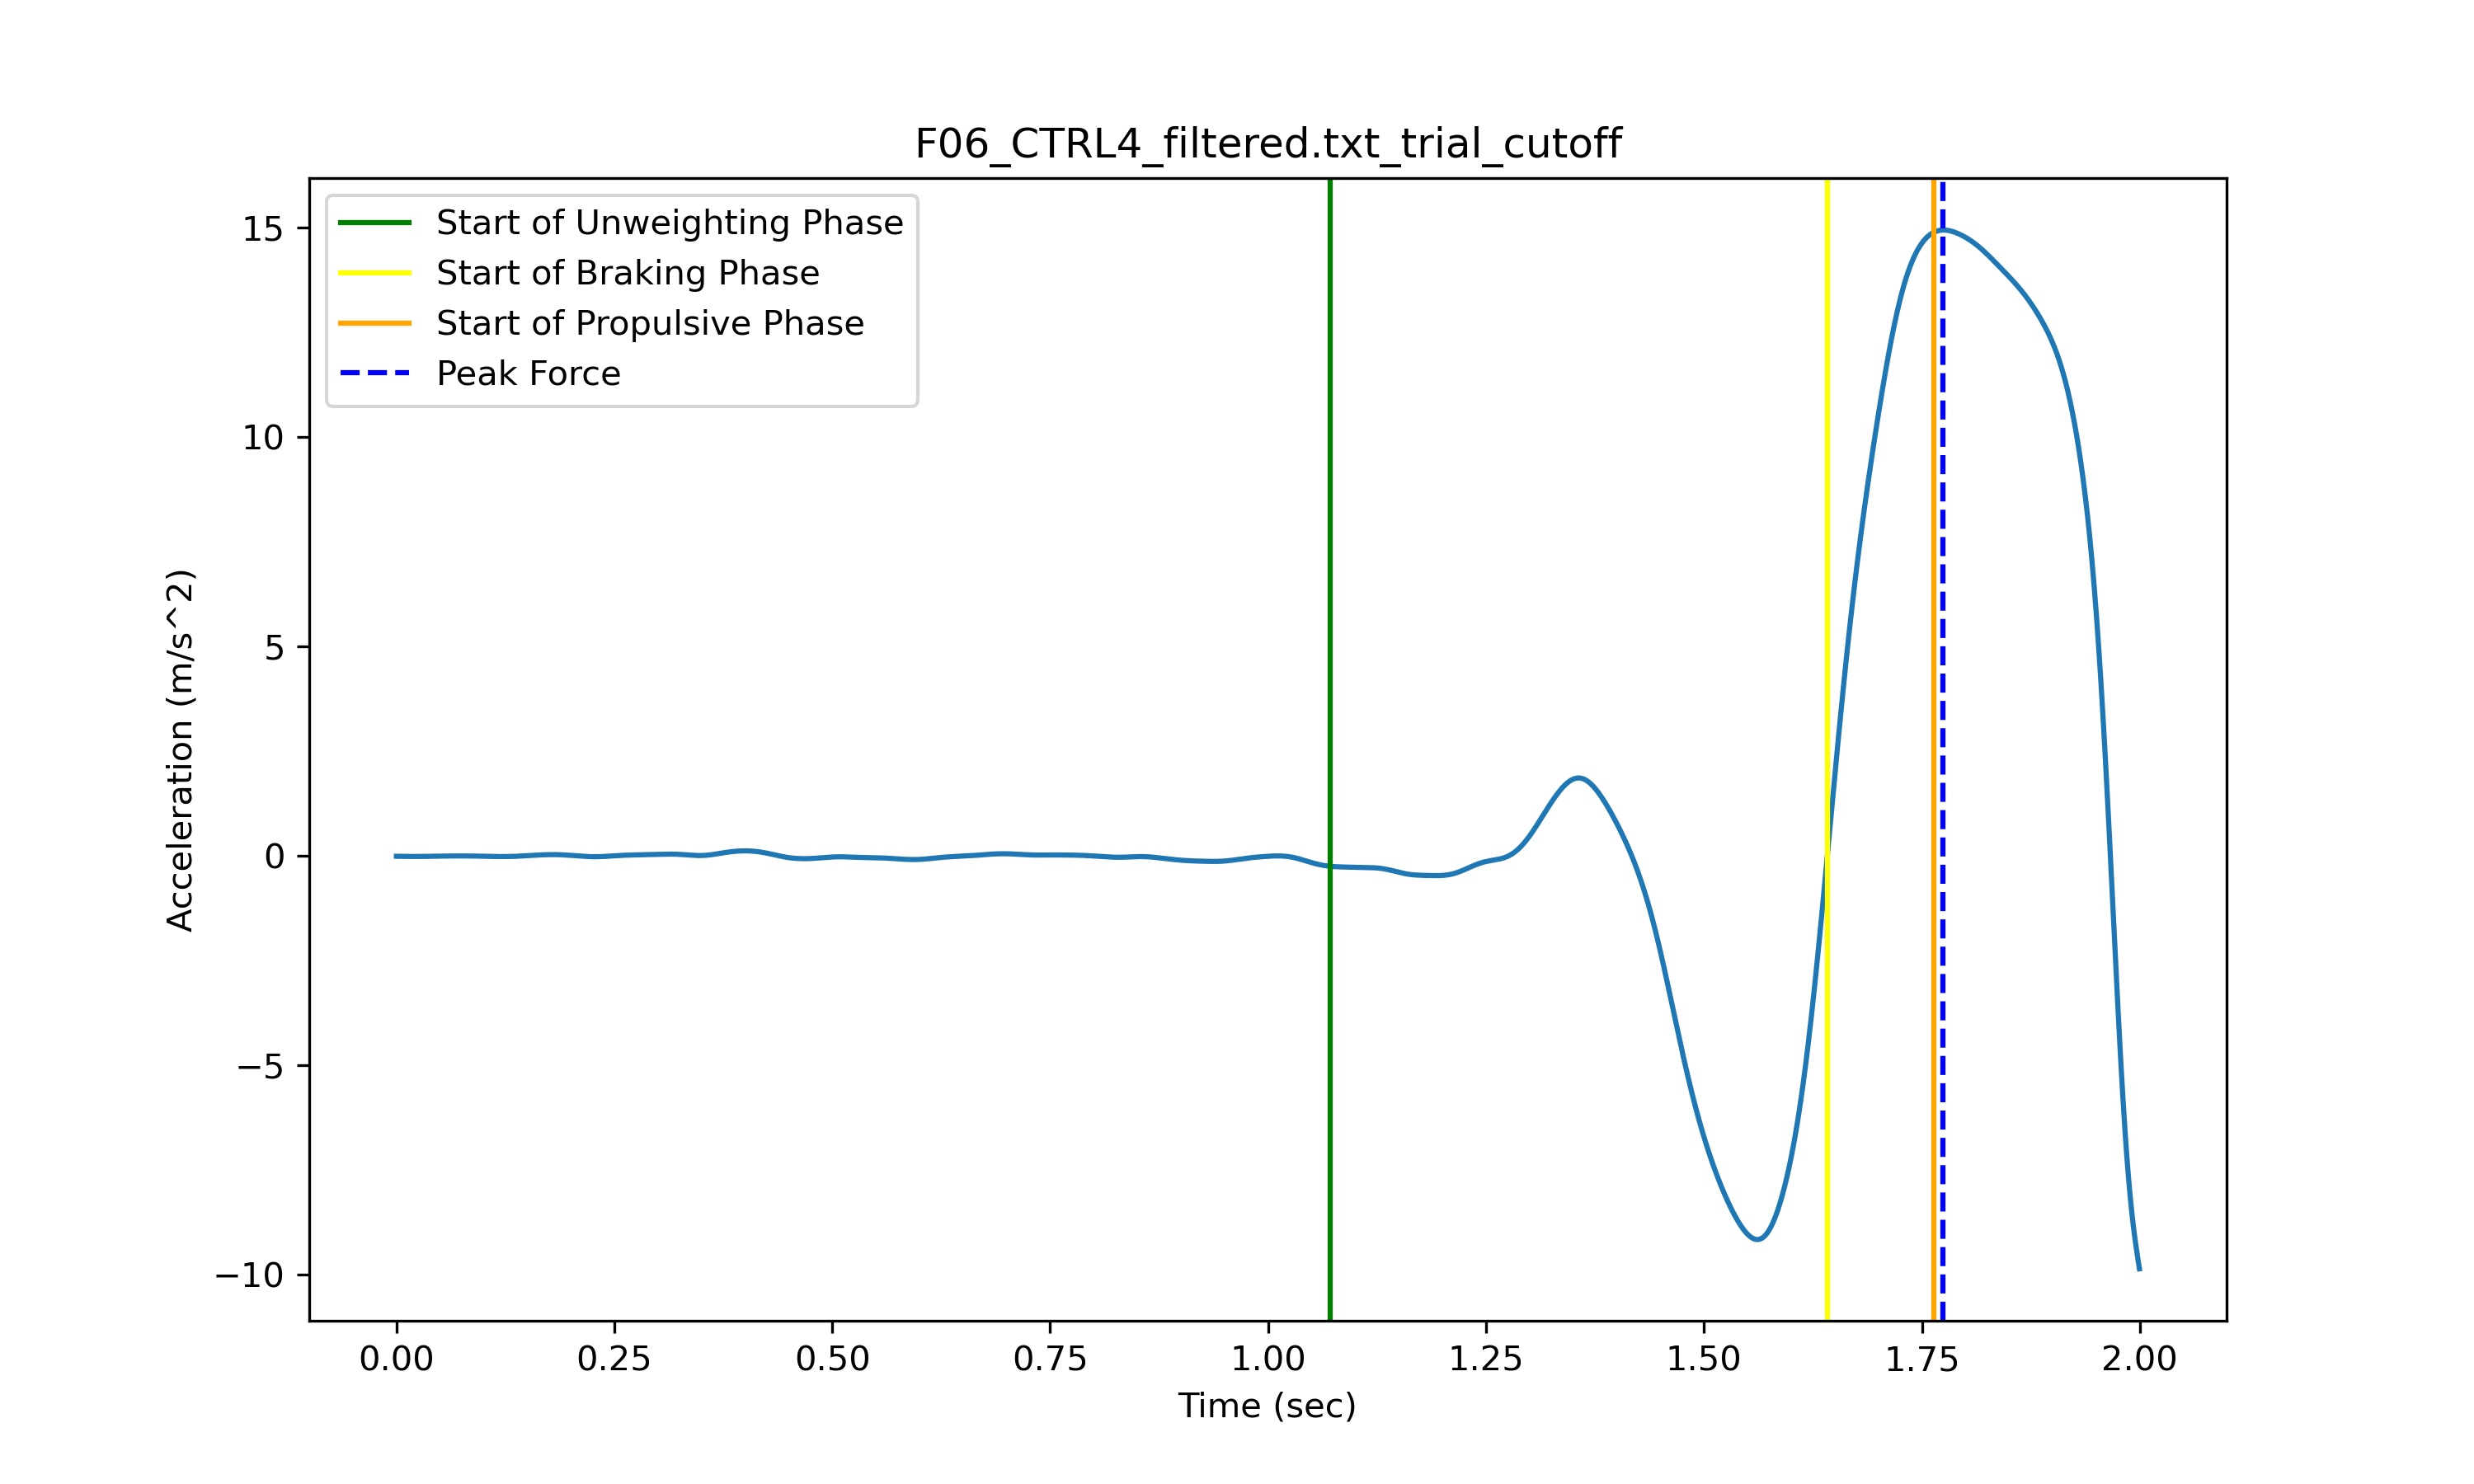 F06_CTRL4_filtered.txt_trial_cutoff
Start of Unweighting Phase
Start of Braking Phase
Start of Propulsive Phase
Peak Force
15
10
5
0
−5
−10
Acceleration (m/s^2)
0.00 0.25 0.50 0.75 1.00 1.25 1.50 1.75 2.00
Time (sec)